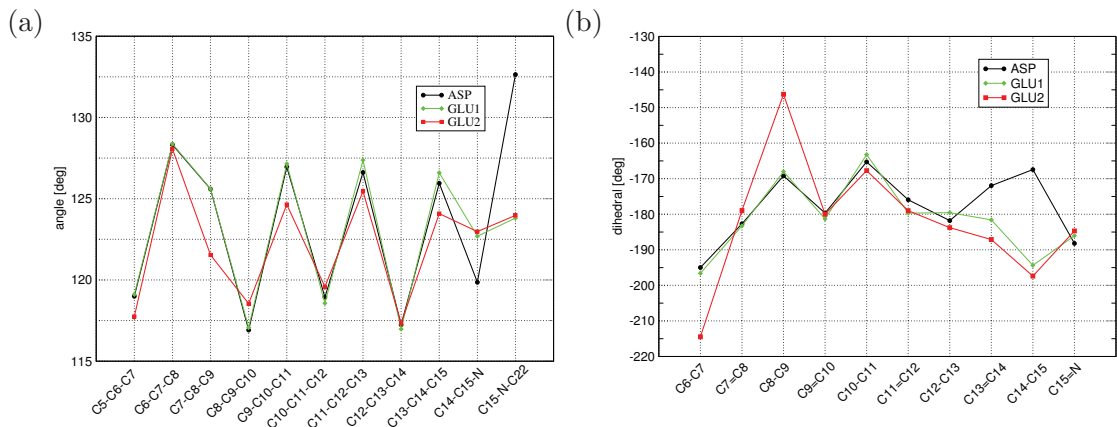 (a)
135
130
125
120
115
angle [deg]
ASP
GLU1
GLU2
C5-C6-C7
C6-C7-C8
C7-C8-C9
C8-C9-C10
C9-C10-C11
C10-C11-C12
C11-C12-C13
C12-C13-C14
C13-C14-C15
C14-C15-N
C15-N-C22
(b)
-130
-140
-150
-160
-170
-180
-190
-200
-210
-220
dihedral [deg]
ASP
GLU1
GLU2
C6-C7
C7=C8
C8-C9
C9=C10
C10-C11
C11=C12
C12-C13
C13=C14
C14-C15
C15=N